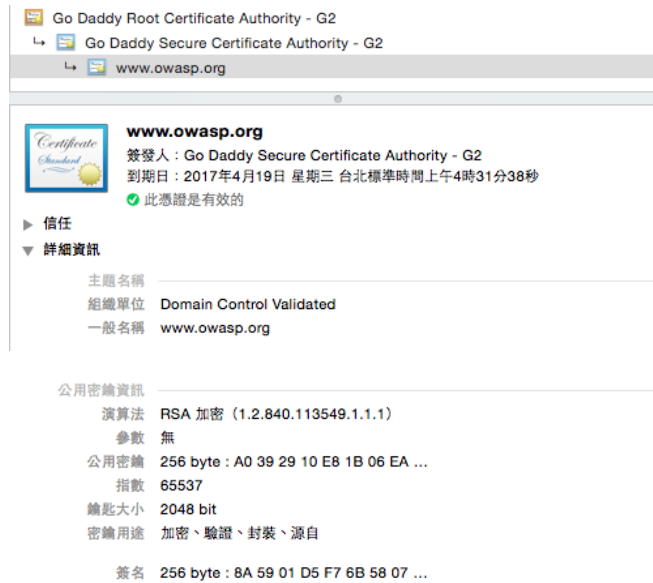 Go Daddy Root Certificate Authority - G2
Go Daddy Secure Certificate Authority - G2
www.owasp.org
Certificate
Standard
www.owasp.org
簽發人：Go Daddy Secure Certificate Authority - G2
到期日：2017年4月19日 星期三 台北標準時間上午4時31分38秒
此憑證是有效的
信任
詳細資訊
主題名稱
組織單位 Domain Control Validated
一般名稱 www.owasp.org
公用密鑰資訊
演算法 RSA 加密（1.2.840.113549.1.1.1）
參數 無
公用密鑰 256 byte : A0 39 29 10 E8 1B 06 EA ...
指數 65537
鑰匙大小 2048 bit
密鑰用途 加密、驗證、封裝、源自
簽名 256 byte : 8A 59 01 D5 F7 6B 58 07 ...